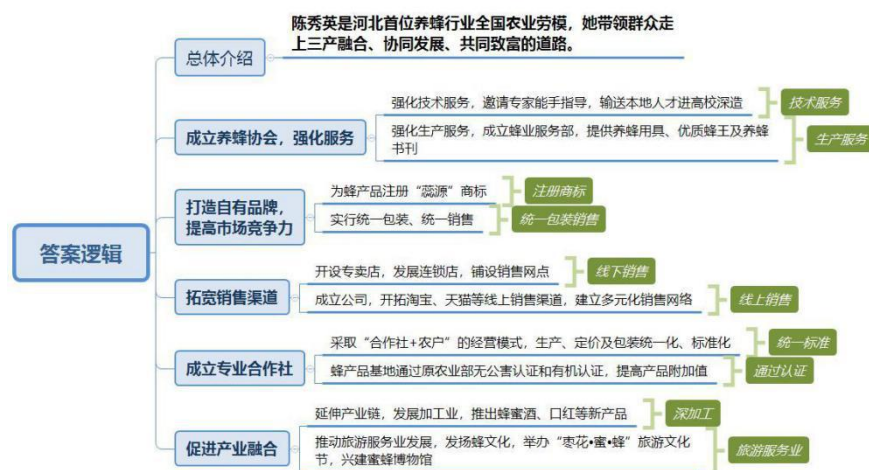 陈秀英是河北首位养蜂行业全国农业劳模，她带领群众走
上三产融合、协同发展、共同致富的道路。
总体介绍
强化技术服务，邀请专家能手指导，输送本地人才进高校深造
技术服务
成立养蜂协会，强化服务
强化生产服务，成立蜂业服务部，提供养蜂用具、优质蜂王及养蜂
书刊
生产服务
打造自有品牌，
提高市场竞争力
为蜂产品注册“蕊源”商标
注册商标
实行统一包装、统一销售
统一包装销售
答案逻辑
开设专卖店，发展连锁店，铺设销售网点
线下销售
拓宽销售渠道
成立公司，开拓淘宝、天猫等线上销售渠道，建立多元化销售网络
线上销售
采取“合作社+农户”的经营模式，生产、定价及包装统一化、标准化
统一标准
成立专业合作社
蜂产品基地通过原农业部无公害认证和有机认证，提高产品附加值
通过认证
延伸产业链，发展加工业，推出蜂蜜酒、口红等新产品
深加工
促进产业融合
推动旅游服务业发展，发扬蜂文化，举办“枣花•蜜•蜂”旅游文化
节，兴建蜜蜂博物馆
旅游服务业